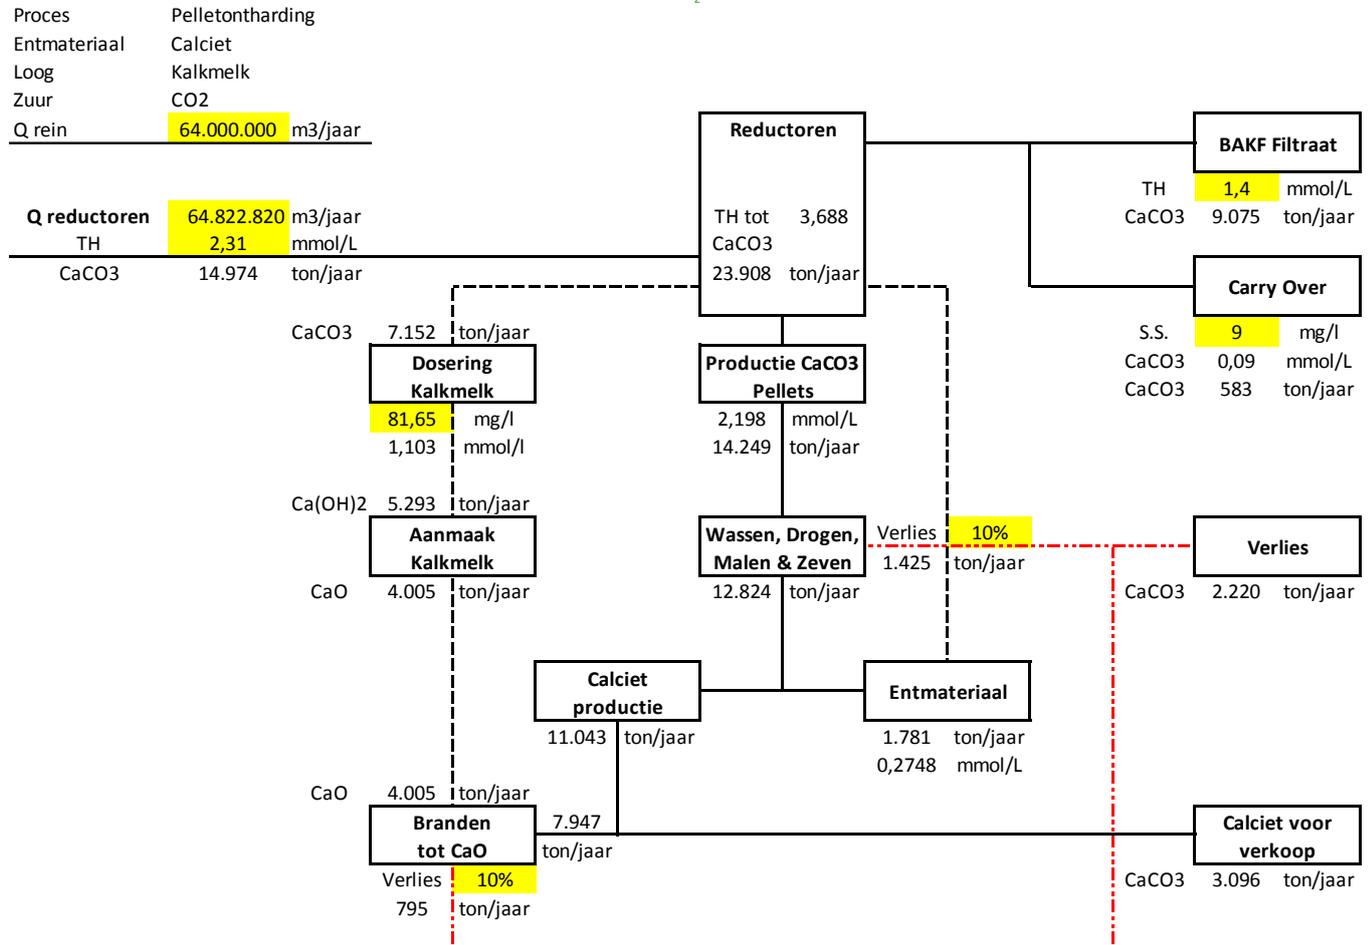 Proces Pelletontharding
Entmateriaal Calciet
Loog Kalkmelk
Zuur CO2
Q rein 64.000.000 m3/jaar
Reductoren
BAKF Filtraat
TH 1,4 mmol/L
CaCO3 9.075 ton/jaar
Q reductoren 64.822.820 m3/jaar
TH 2,31 mmol/L
CaCO3 14.974 ton/jaar
TH tot 3,688
CaCO3
23.908 ton/jaar
Carry Over
S.S. 9 mg/l
CaCO3 0,09 mmol/L
CaCO3 583 ton/jaar
CaCO3 7.152 ton/jaar
Dosering
Kalkmelk
81,65 mg/l
1,103 mmol/l
Productie CaCO3
Pellets
2,198 mmol/L
14.249 ton/jaar
Ca(OH)2 5.293 ton/jaar
Aanmaak
Kalkmelk
CaO 4.005 ton/jaar
Wassen, Drogen,
Malen & Zeven
12.824 ton/jaar
Verlies 10%
1.425 ton/jaar
Verlies
CaCO3 2.220 ton/jaar
Calciet
productie
11.043 ton/jaar
Entmateriaal
1.781 ton/jaar
0,2748 mmol/L
CaO 4.005 ton/jaar
Branden
tot CaO
7.947
ton/jaar
Verlies 10%
795 ton/jaar
Calciet voor
verkoop
CaCO3 3.096 ton/jaar